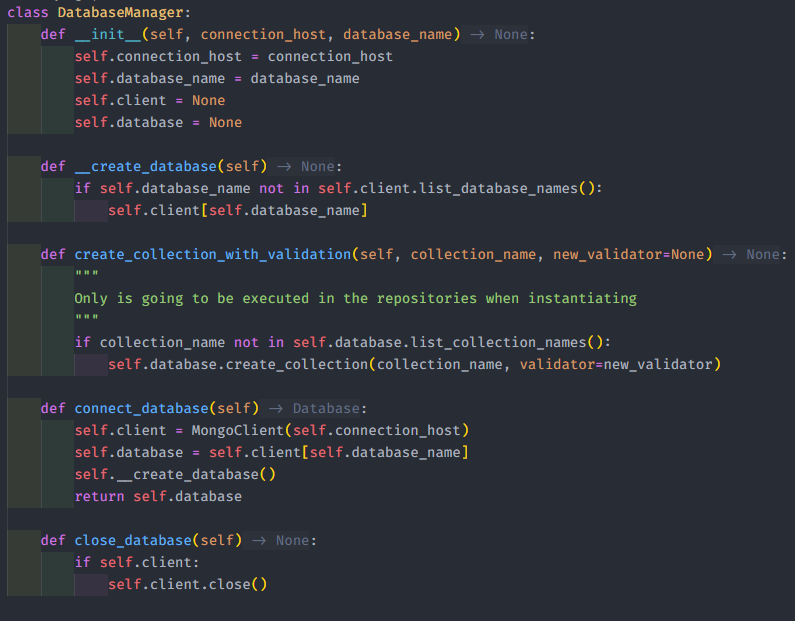 class DatabaseManager:
    def __init__(self, connection_host, database_name) -> None:
        self.connection_host = connection_host
        self.database_name = database_name
        self.client = None
        self.database = None

    def __create_database(self) -> None:
        if self.database_name not in self.client.list_database_names():
            self.client[self.database_name]

    def create_collection_with_validation(self, collection_name, new_validator=None) -> None:
        """
        Only is going to be executed in the repositories when instantiating
        """
        if collection_name not in self.database.list_collection_names():
            self.database.create_collection(collection_name, validator=new_validator)

    def connect_database(self) -> Database:
        self.client = MongoClient(self.connection_host)
        self.database = self.client[self.database_name]
        self.__create_database()
        return self.database

    def close_database(self) -> None:
        if self.client:
            self.client.close()